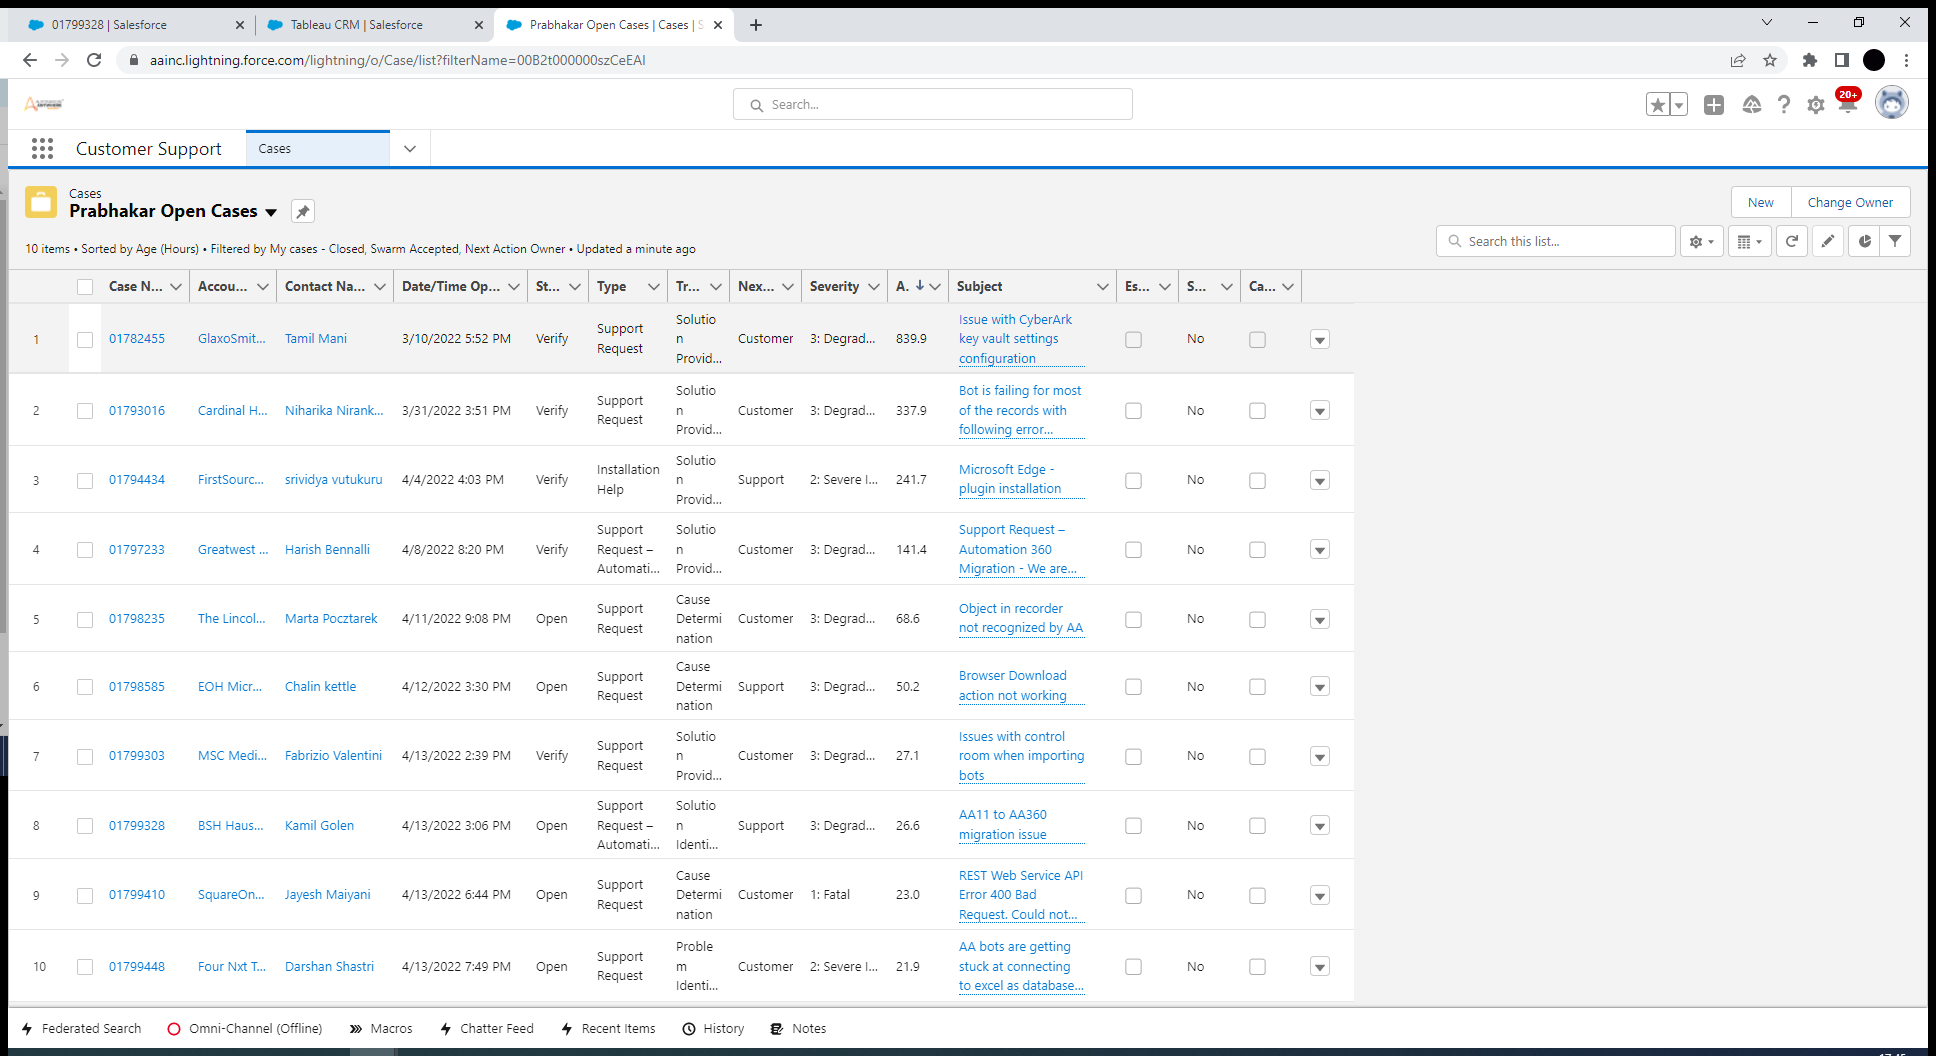 01799328 | Salesforce
Tableau CRM | Salesforce
Prabhakar Open Cases | Cases | S
aainc.lightning.force.com/lightning/o/Case/list?filterName=00B2t000000szCeEAI
Search...
20+
Customer Support
Cases
Cases
Prabhakar Open Cases
New
Change Owner
10 items • Sorted by Age (Hours) • Filtered by My cases - Closed, Swarm Accepted, Next Action Owner • Updated a minute ago
Search this list...
Case N... Accou... Contact Na... Date/Time Op... St... Type Tr... Nex... Severity A. Subject Es... S... Ca...
1 01782455 GlaxoSmit... Tamil Mani 3/10/2022 5:52 PM Verify
Support
Request
Solutio
n
Provid...
Customer 3: Degrad... 839.9
Issue with CyberArk
key vault settings
configuration
No
2 01793016 Cardinal H... Niharika Nirank... 3/31/2022 3:51 PM Verify
Support
Request
Solutio
n
Provid...
Customer 3: Degrad... 337.9
Bot is failing for most
of the records with
following error...
No
3 01794434 FirstSourc... srividya vutukuru 4/4/2022 4:03 PM Verify
Installation
Help
Solutio
n
Provid...
Support 2: Severe I... 241.7
Microsoft Edge -
plugin installation
No
4 01797233 Greatwest ... Harish Bennalli 4/8/2022 8:20 PM Verify
Support
Request –
Automati...
Solutio
n
Provid...
Customer 3: Degrad... 141.4
Support Request –
Automation 360
Migration - We are...
No
5 01798235 The Lincol... Marta Pocztarek 4/11/2022 9:08 PM Open
Support
Request
Cause
Determi
nation
Customer 3: Degrad... 68.6
Object in recorder
not recognized by AA
No
6 01798585 EOH Micr... Chalin kettle 4/12/2022 3:30 PM Open
Support
Request
Cause
Determi
nation
Support 3: Degrad... 50.2
Browser Download
action not working
No
7 01799303 MSC Medi... Fabrizio Valentini 4/13/2022 2:39 PM Verify
Support
Request
Solutio
n
Provid...
Customer 3: Degrad... 27.1
Issues with control
room when importing
bots
No
8 01799328 BSH Haus... Kamil Golen 4/13/2022 3:06 PM Open
Support
Request –
Automati...
Solutio
n
Identi...
Support 3: Degrad... 26.6
AA11 to AA360
migration issue
No
9 01799410 SquareOn... Jayesh Maiyani 4/13/2022 6:44 PM Open
Support
Request
Cause
Determi
nation
Customer 1: Fatal 23.0
REST Web Service API
Error 400 Bad
Request. Could not...
No
10 01799448 Four Nxt T... Darshan Shastri 4/13/2022 7:49 PM Open
Support
Request
Proble
m
Identi...
Customer 2: Severe I... 21.9
AA bots are getting
stuck at connecting
to excel as database...
No
Federated Search
Omni-Channel (Offline)
Macros
Chatter Feed
Recent Items
History
Notes